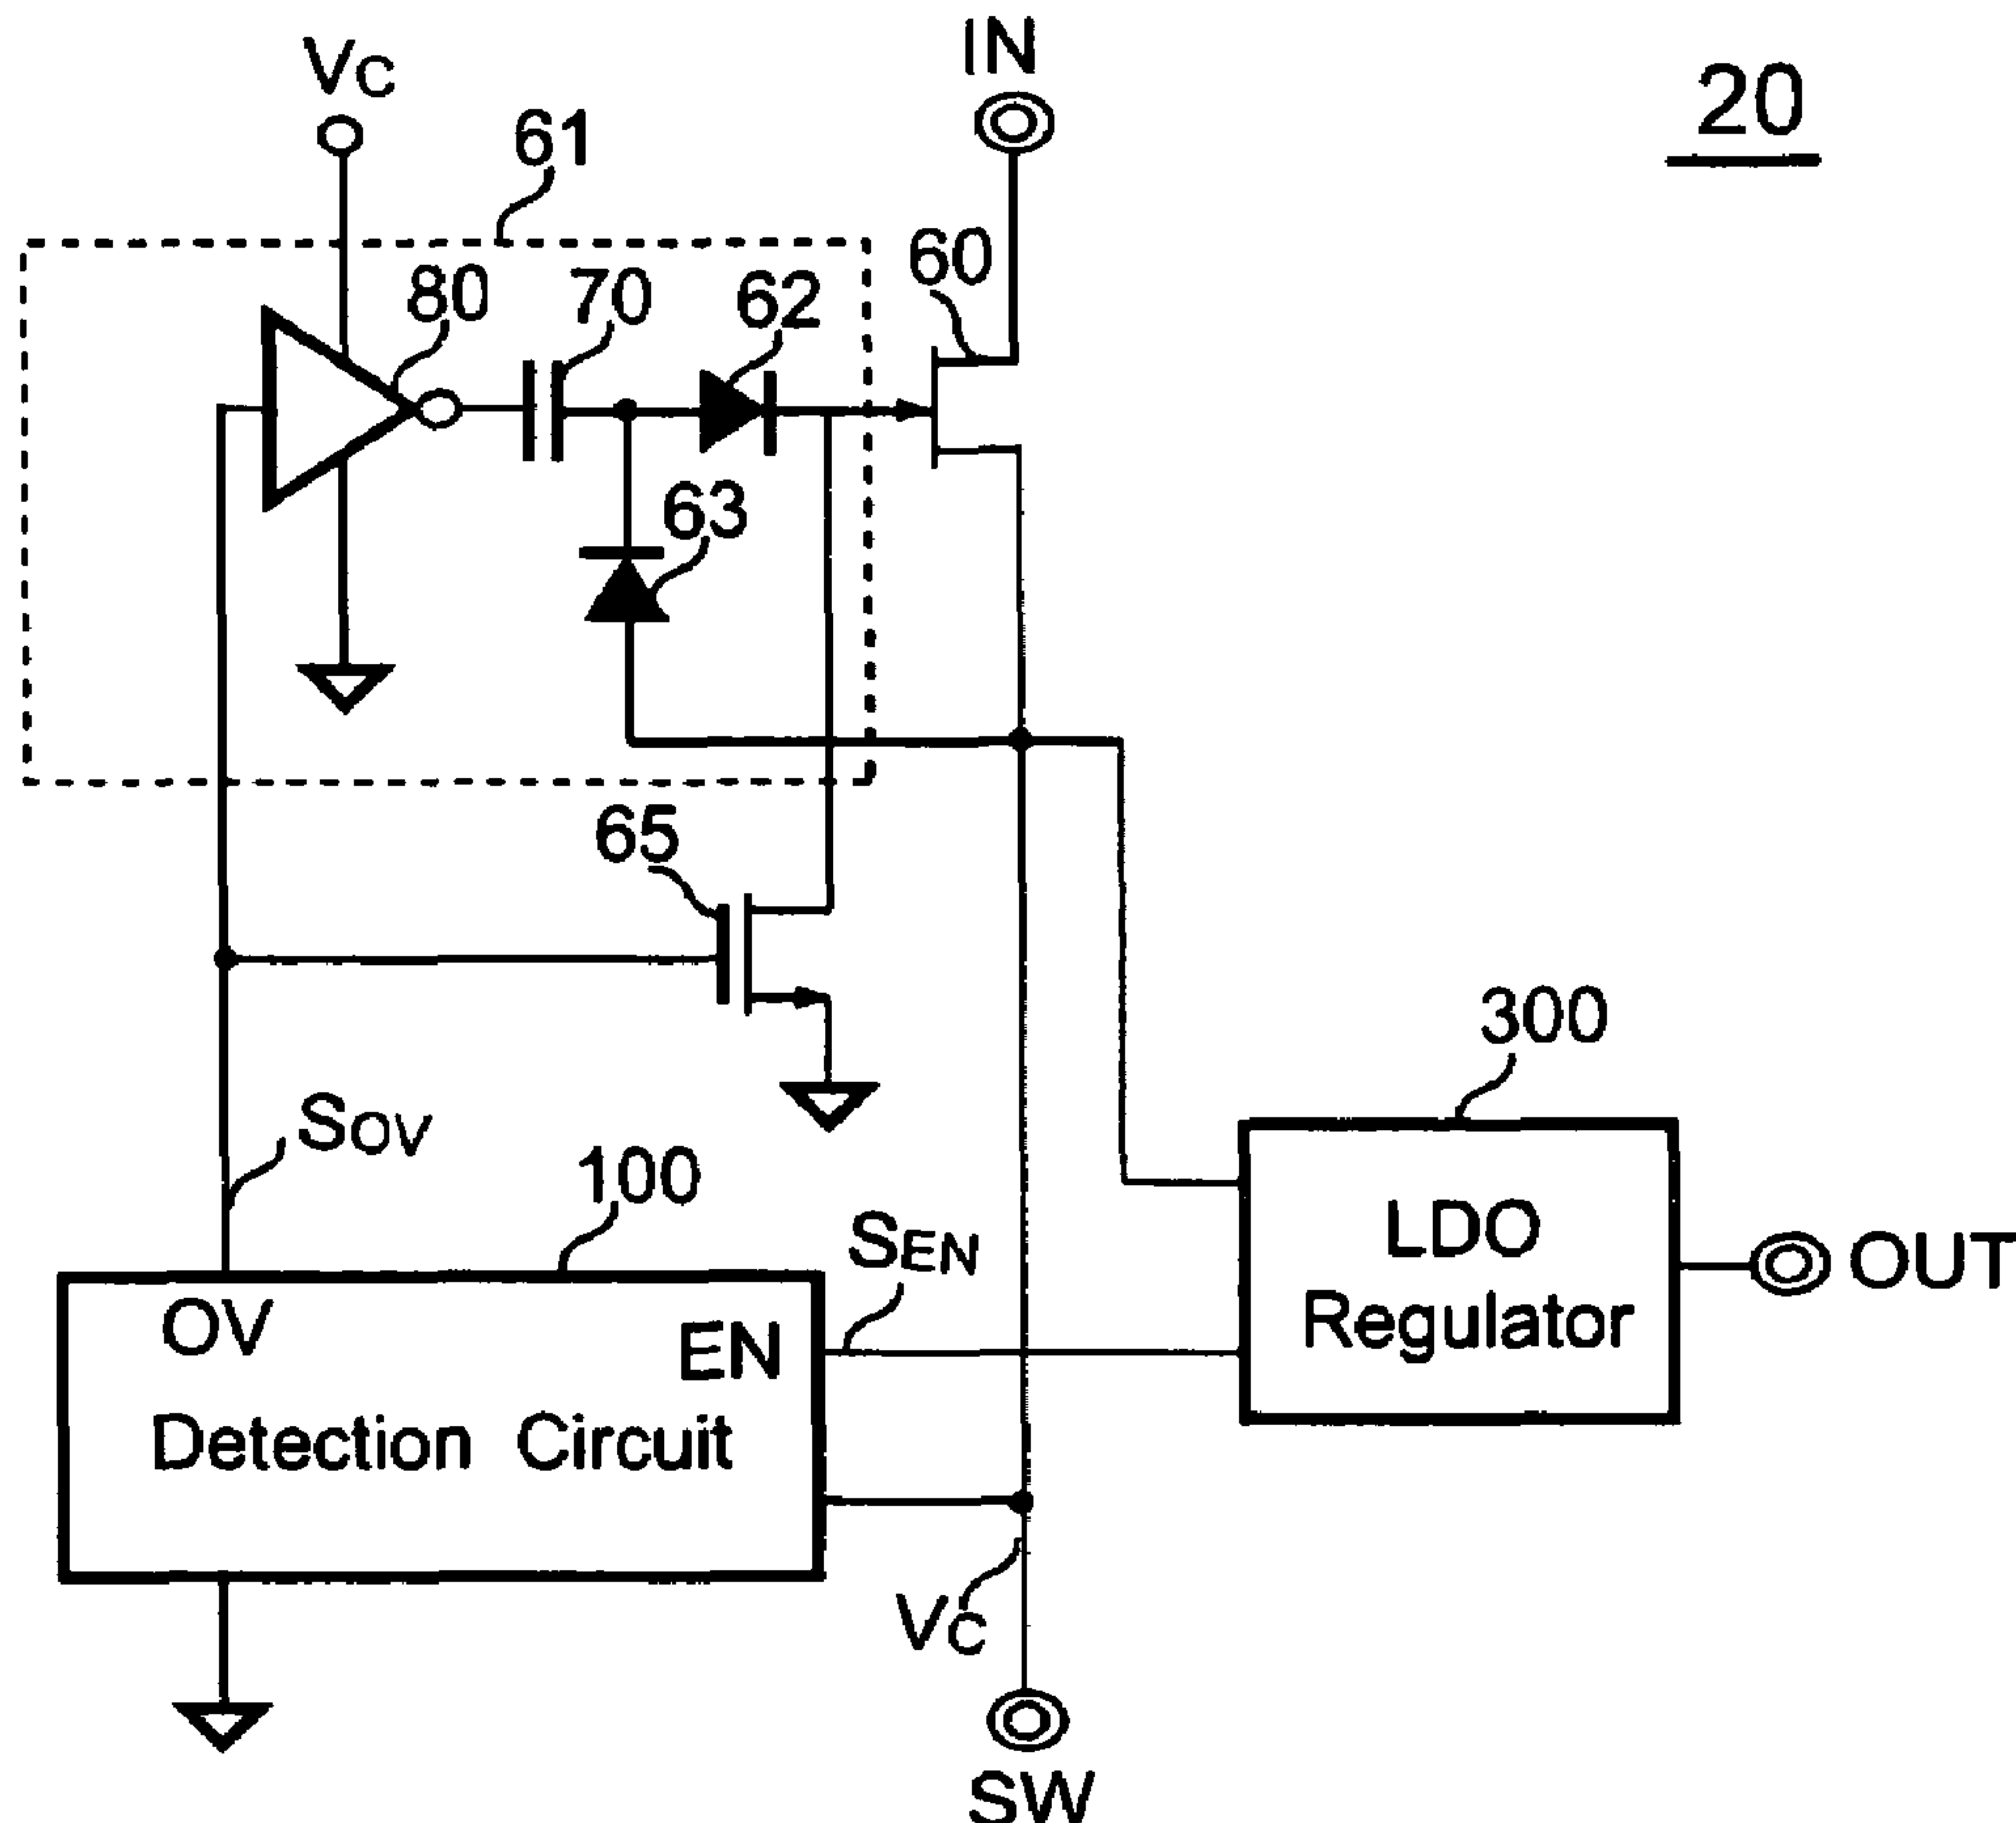 IN
VC
20
61
60
80
70
62
63
65
300
SOV
100
SEN
LDO
Regulator
OUT
OV
EN
Detection Circuit
VC
SW